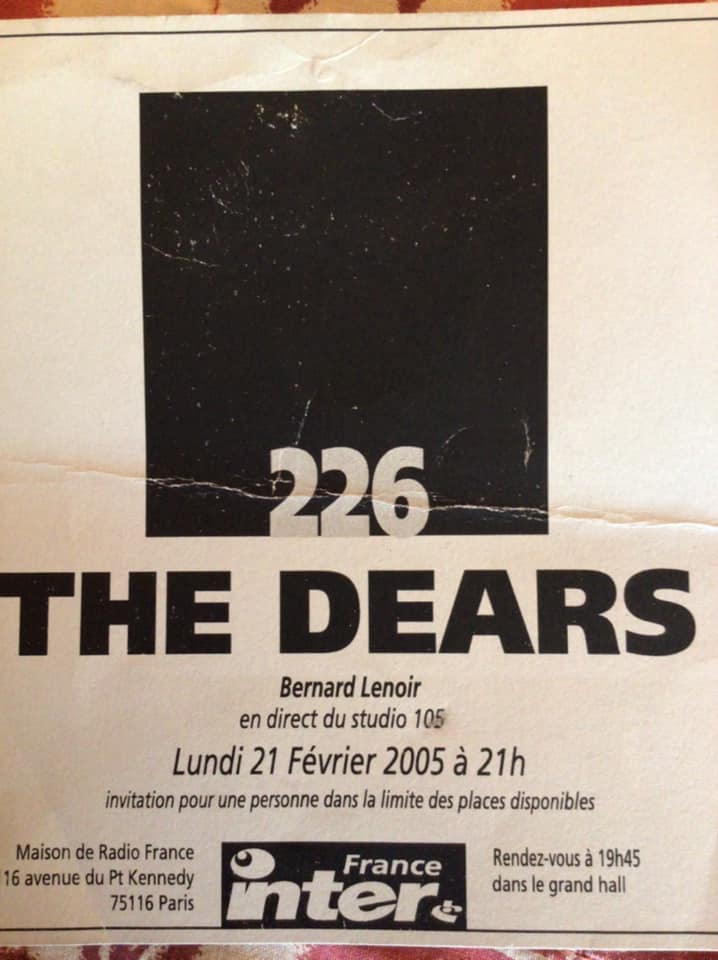 226
THE DEARS
Bernard Lenoir
en direct du studio 105
Lundi 21 Février 2005 à 21h
invitation pour une personne dans la limite des places disponibles
Maison de Radio France
16 avenue du Pt Kennedy
75116 Paris
France
inter
Rendez-vous à 19h45
dans le grand hall